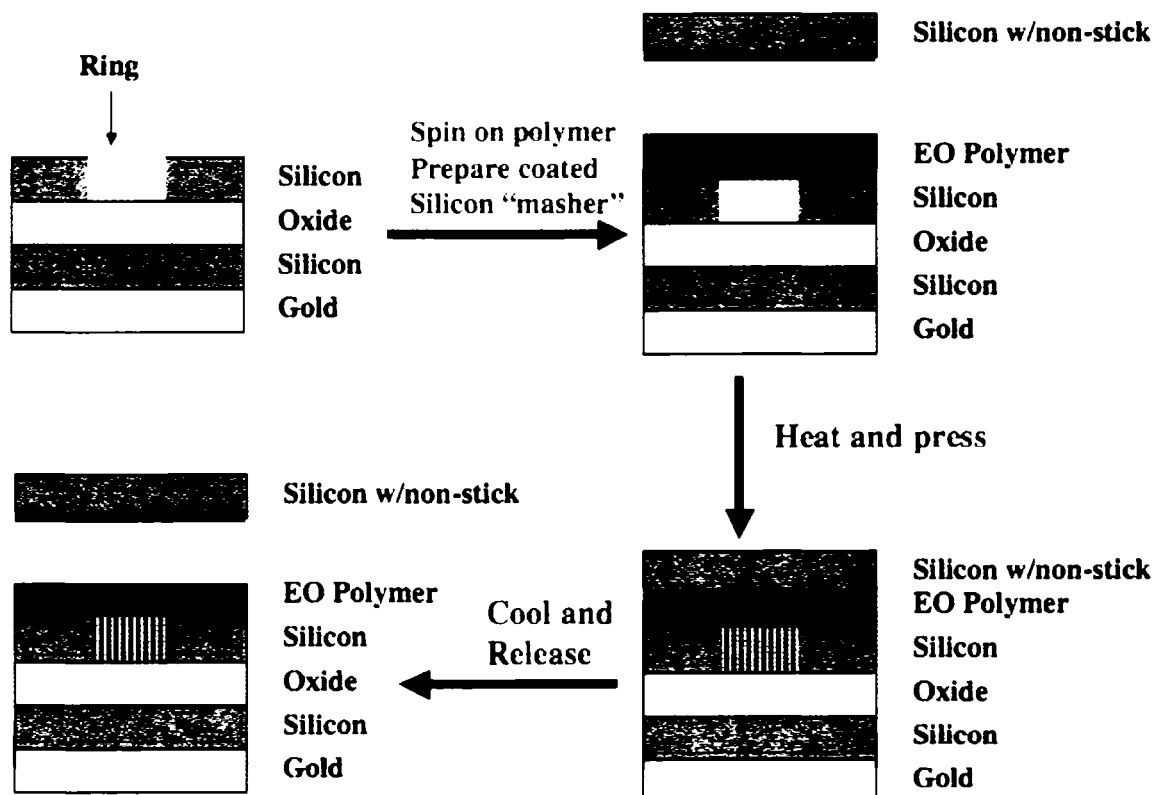 Ring
Silicon
Oxide
Silicon
Gold
Spin on polymer
Prepare coated
Silicon “masher”
Silicon w/non-stick
EO Polymer
Silicon
Oxide
Silicon
Gold
Heat and press
Silicon w/non-stick
EO Polymer
Silicon
Oxide
Silicon
Gold
Cool and
Release
Silicon w/non-stick
EO Polymer
Silicon
Oxide
Silicon
Gold